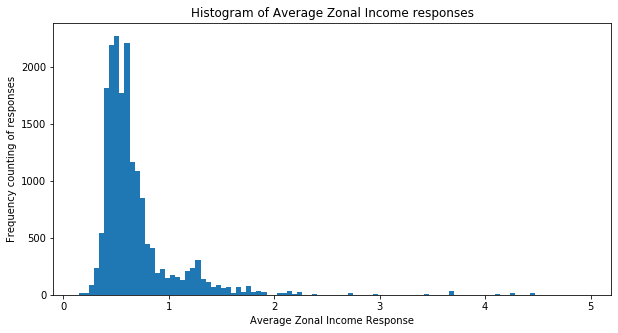 Histogram of Average Zonal Income responses
Frequency counting of responses
2000
1500
1000
500
0
0 1 2 3 4 5
Average Zonal Income Response